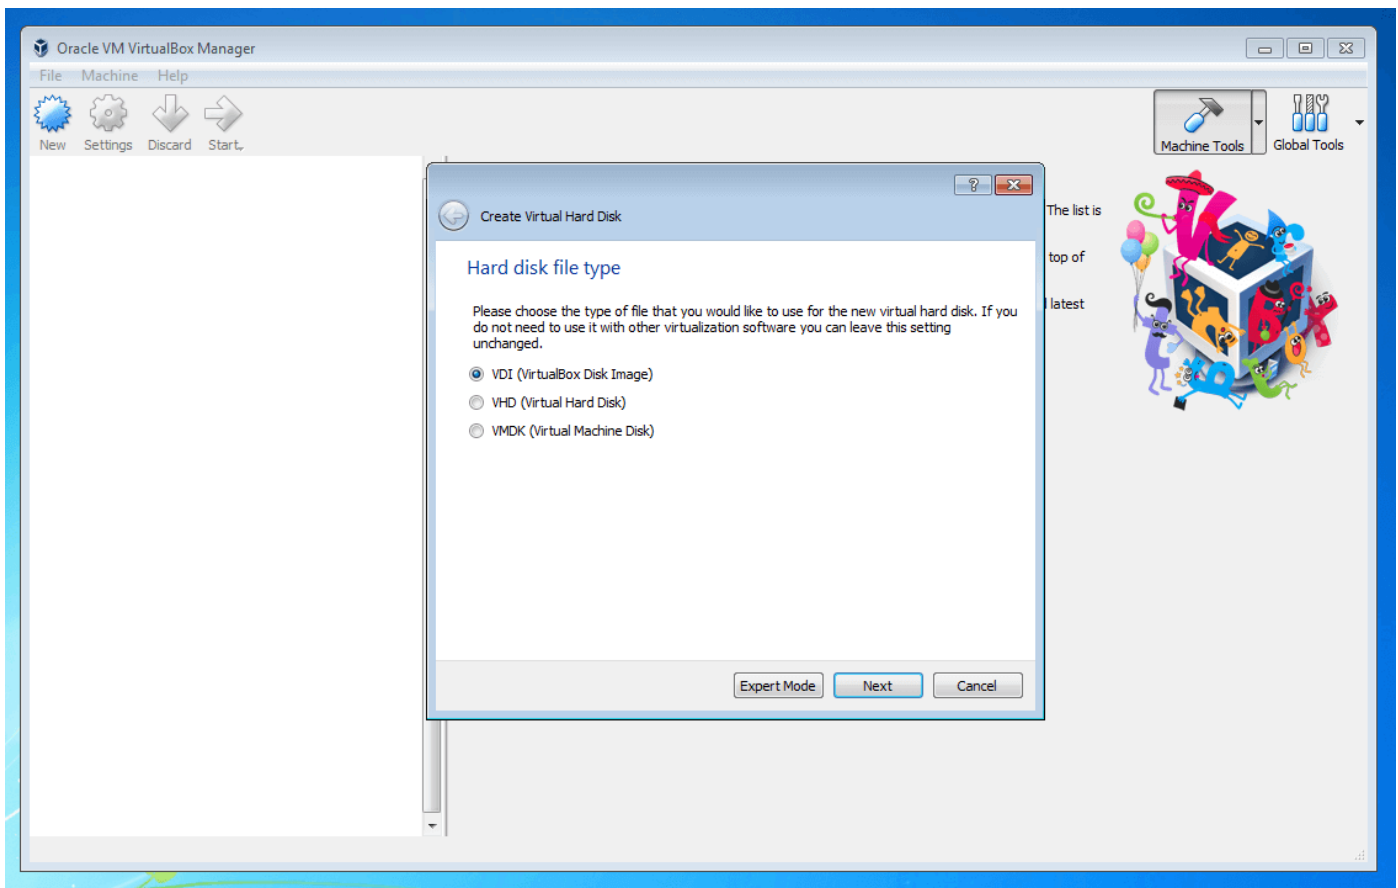 Oracle VM VirtualBox Manager
File Machine Help
New Settings Discard Start
Machine Tools Global Tools
The list is
top of
latest
Create Virtual Hard Disk
Hard disk file type
Please choose the type of file that you would like to use for the new virtual hard disk. If you
do not need to use it with other virtualization software you can leave this setting
unchanged.
VDI (VirtualBox Disk Image)
VHD (Virtual Hard Disk)
VMDK (Virtual Machine Disk)
Expert Mode Next Cancel